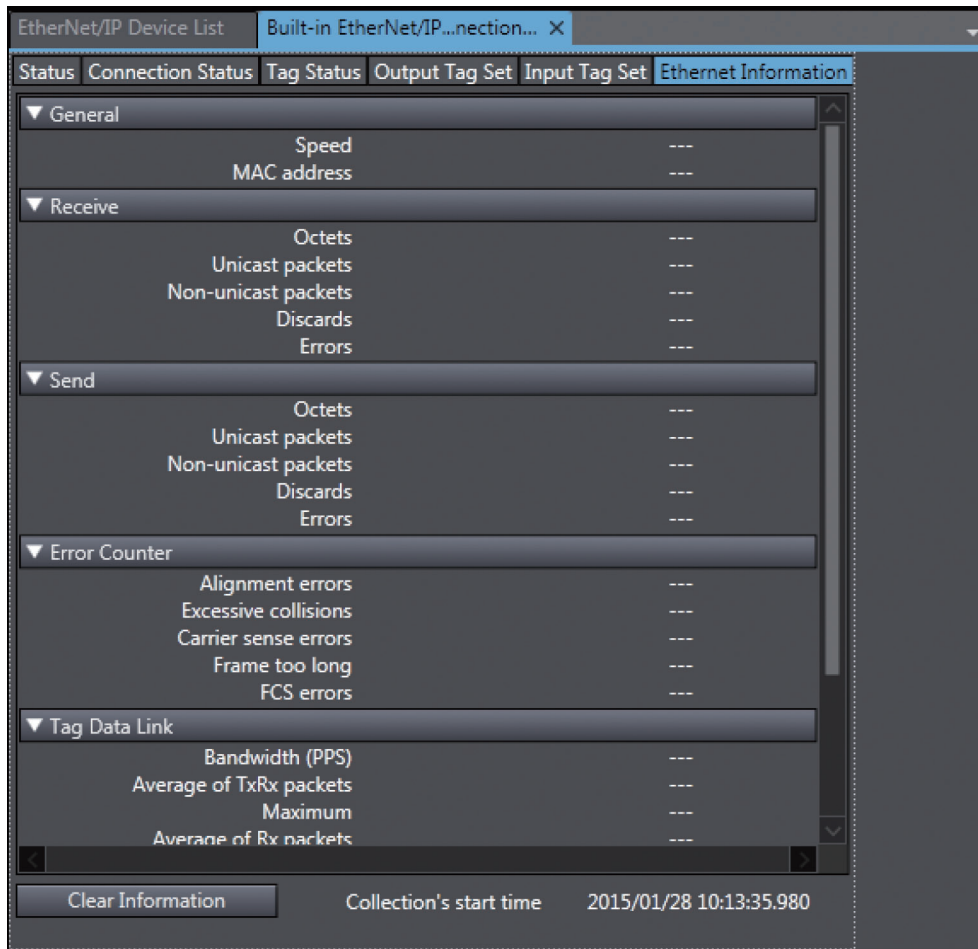 EtherNet/IP Device List Built-in EtherNet/IP...nection... X
Status Connection Status Tag Status Output Tag Set Input Tag Set Ethernet Information
▼ General
Speed ---
MAC address ---
▼ Receive
Octets ---
Unicast packets ---
Non-unicast packets ---
Discards ---
Errors ---
▼ Send
Octets ---
Unicast packets ---
Non-unicast packets ---
Discards ---
Errors ---
▼ Error Counter
Alignment errors ---
Excessive collisions ---
Carrier sense errors ---
Frame too long ---
FCS errors ---
▼ Tag Data Link
Bandwidth (PPS) ---
Average of TxRx packets ---
Maximum ---
Average of Rx packets ---
Clear Information Collection's start time 2015/01/28 10:13:35.980